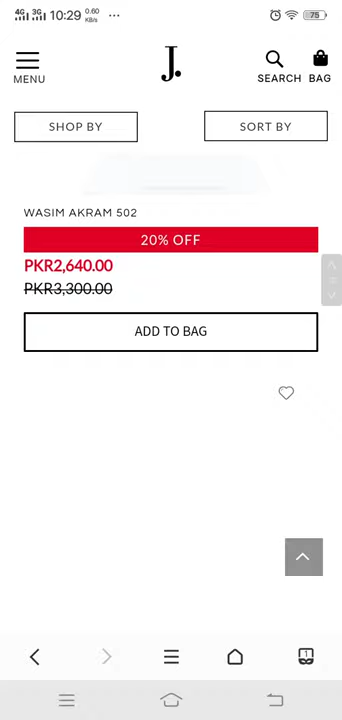 4G 3G 10:29 0.60 KB/s ... 75
J.
MENU SEARCH BAG
SHOP BY SORT BY
WASIM AKRAM 502
20% OFF
PKR2,640.00
PKR3,300.00
ADD TO BAG
1